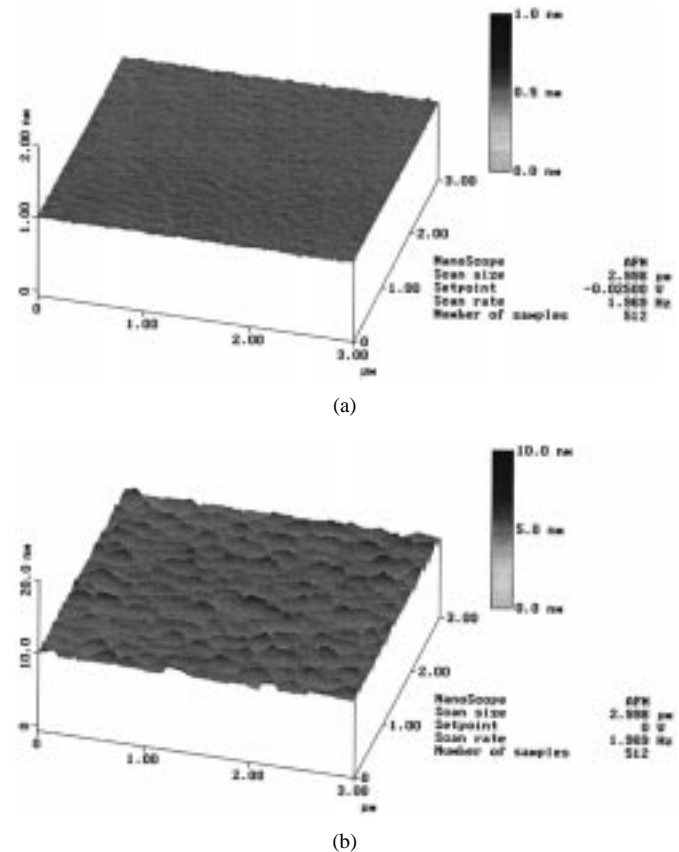 1.0 nm
0.5 nm
0.0 nm
2.00 nm
1.00
0
0
1.00
2.00
3.00
µm
0
1.00
2.00
3.00
NanoScope AFM
Scan size 2.998 µm
Setpoint -0.02500 V
Scan rate 1.969 Hz
Number of samples 512
(a)
10.0 nm
5.0 nm
0.0 nm
20.0 nm
10.0
0
0
1.00
2.00
3.00
µm
0
1.00
2.00
3.00
NanoScope AFM
Scan size 2.998 µm
Setpoint 0 V
Scan rate 1.969 Hz
Number of samples 512
(b)